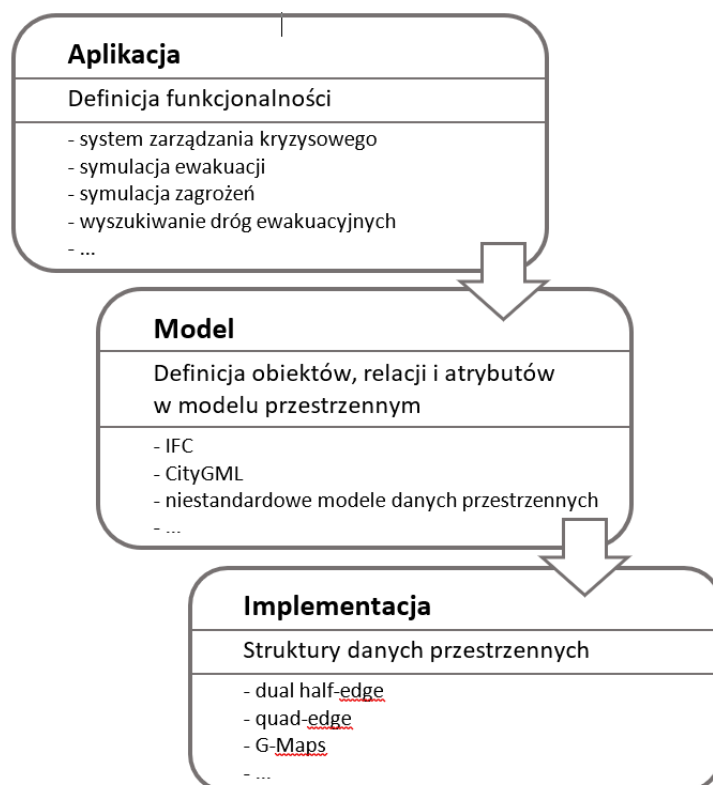 Aplikacja
Definicja funkcjonalności
- system zarządzania kryzysowego
- symulacja ewakuacji
- symulacja zagrożeń
- wyszukiwanie dróg ewakuacyjnych
- ...
Model
Definicja obiektów, relacji i atrybutów
w modelu przestrzennym
- IFC
- CityGML
- niestandardowe modele danych przestrzennych
- ...
Implementacja
Struktury danych przestrzennych
- dual half-edge
- quad-edge
- G-Maps
- ...